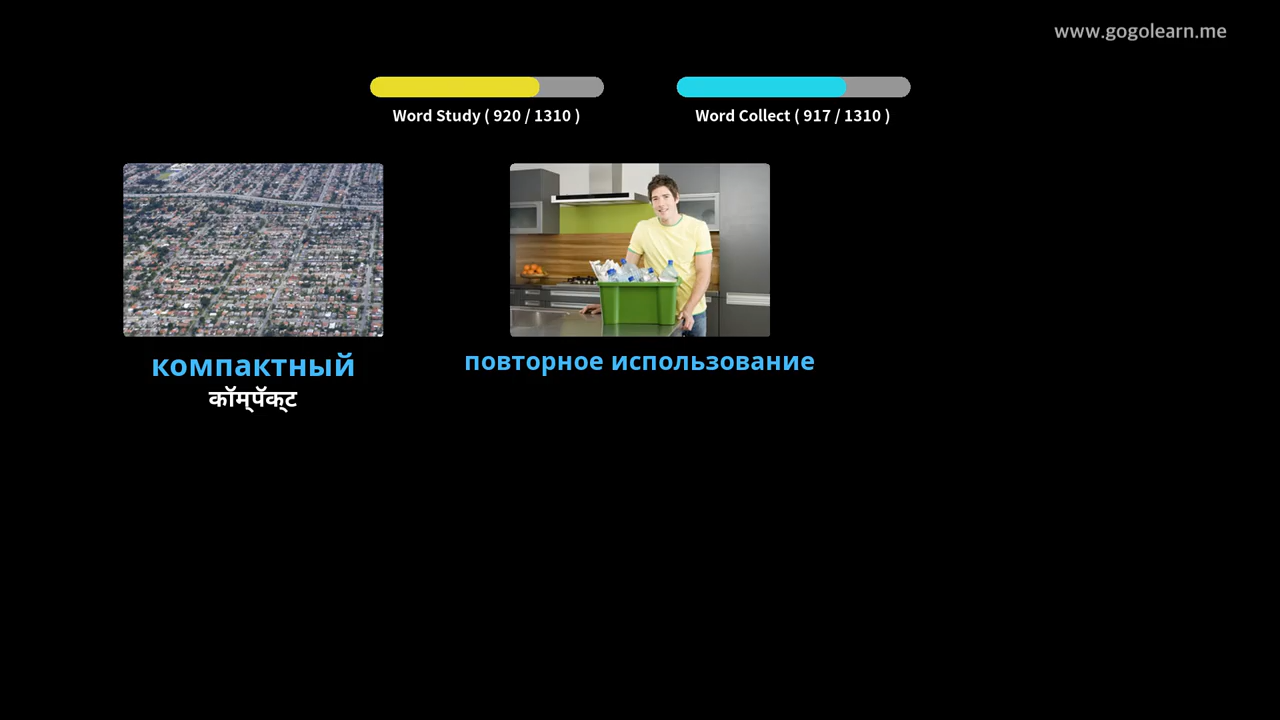 www.gogolearn.me
Word Study ( 920 / 1310 )
Word Collect ( 917 / 1310 )
компактный
कॉम्पॅक्ट
повторное использование